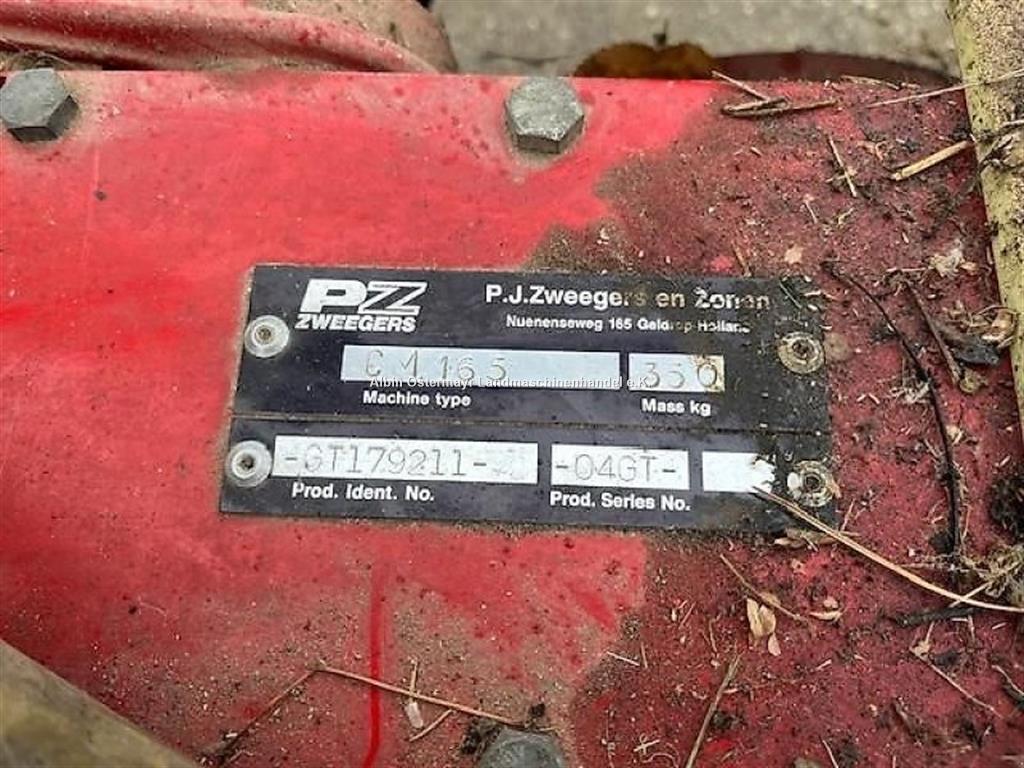 PZ
ZWEEGERS
P.J.Zweegers en Zonen
Nuenenseweg 165 Geldrop-Holland
CM 165
350
Albin Ostermayr Landmaschinenhandel e.K.
Machine type
Mass kg
-GT179211-
-04GT-
Prod. Ident. No.
Prod. Series No.